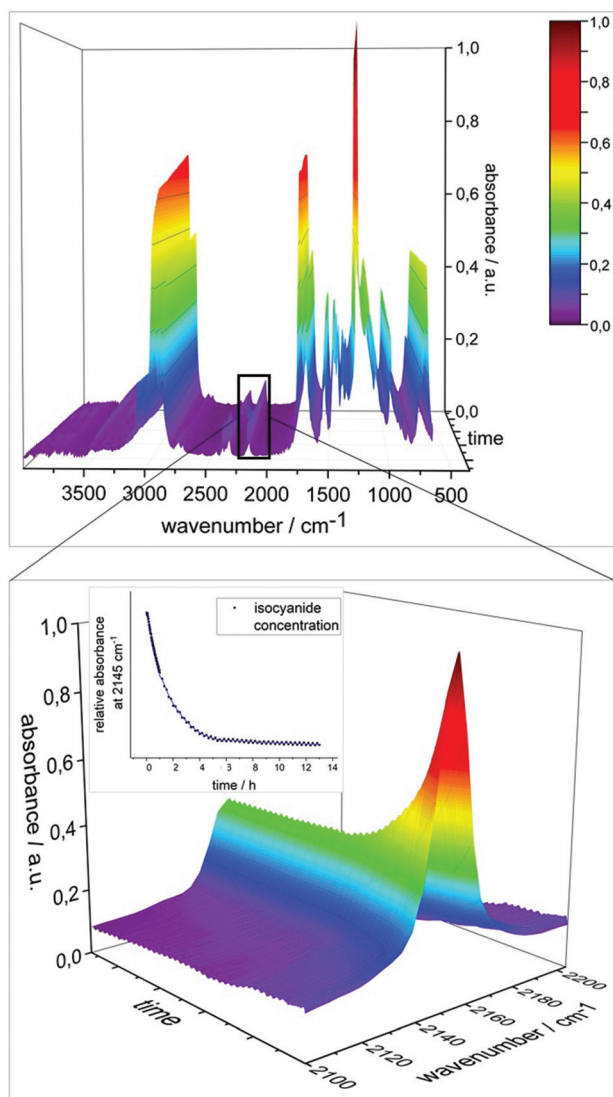 1,0
0,8
0,6
0,4
0,2
0,0
absorbance / a.u.
time
3500 3000 2500 2000 1500 1000 500
wavenumber / cm-1
1,0
0,8
0,6
0,4
0,2
0
1,0
0,8
0,6
0,4
0,2
0,0
absorbance / a.u.
relative absorbance
at 2145 cm-1
isocyanide
concentration
0 2 4 6 8 10 12 14
time / h
time
2100
2120
2140
2160
2180
2200
wavenumber / cm-1